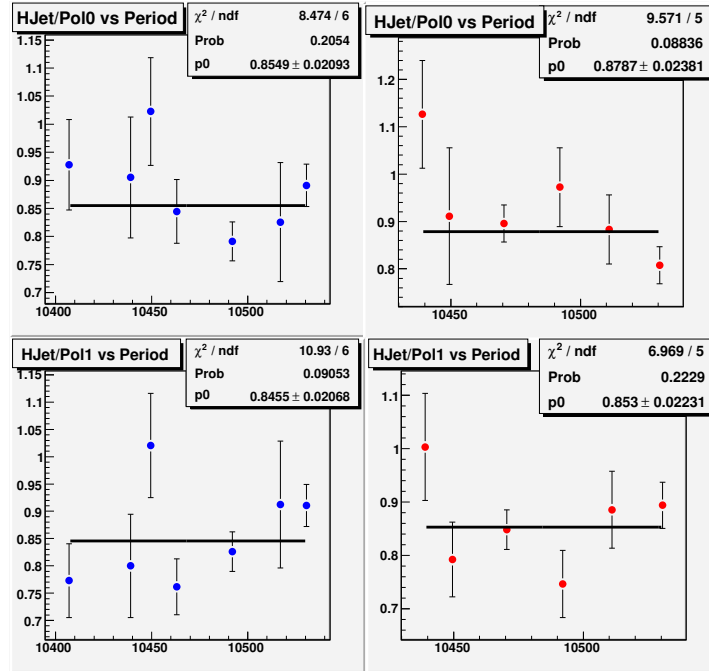 HJet/Pol0 vs Period
χ² / ndf 8.474 / 6
Prob 0.2054
p0 0.8549 ± 0.02093
1.15
1.1
1.05
1
0.95
0.9
0.85
0.8
0.75
0.7
10400 10450 10500
HJet/Pol0 vs Period
χ² / ndf 9.571 / 5
Prob 0.08836
p0 0.8787 ± 0.02381
1.2
1.1
1
0.9
0.8
10450 10500
HJet/Pol1 vs Period
χ² / ndf 10.93 / 6
Prob 0.09053
p0 0.8455 ± 0.02068
1.15
1.1
1.05
1
0.95
0.9
0.85
0.8
0.75
0.7
10400 10450 10500
HJet/Pol1 vs Period
χ² / ndf 6.969 / 5
Prob 0.2229
p0 0.853 ± 0.02231
1.1
1
0.9
0.8
0.7
10450 10500